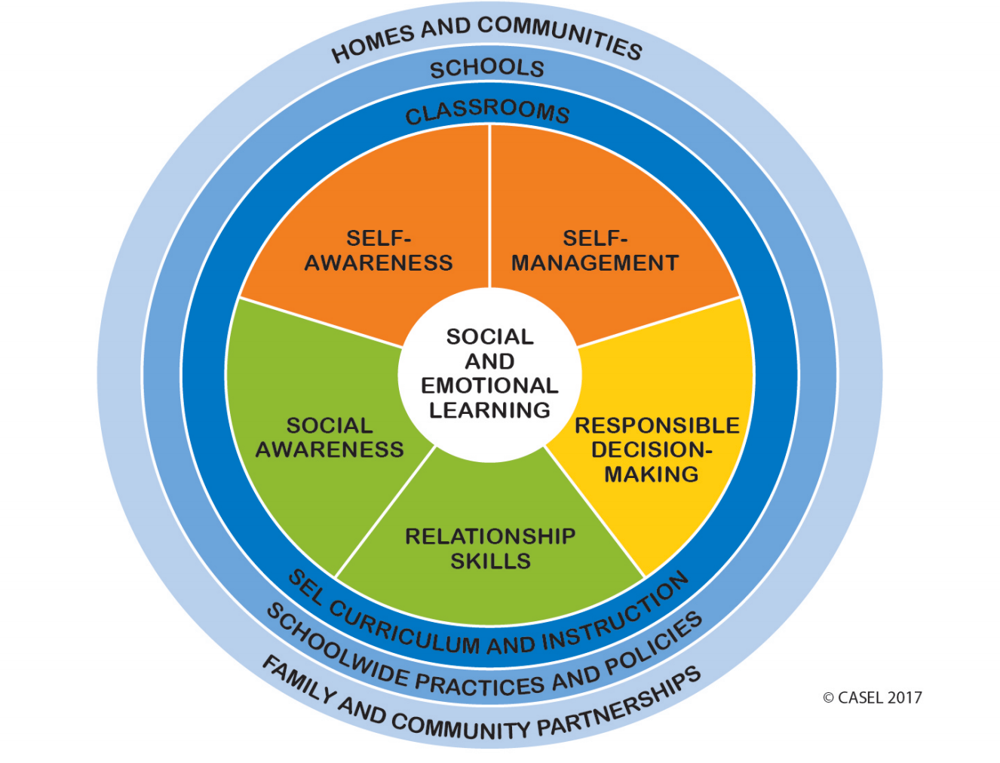 HOMES AND COMMUNITIES
SCHOOLS
CLASSROOMS
SELF-
AWARENESS
SELF-
MANAGEMENT
SOCIAL
AND
EMOTIONAL
LEARNING
SOCIAL
AWARENESS
RESPONSIBLE
DECISION-
MAKING
RELATIONSHIP
SKILLS
SEL CURRICULUM AND INSTRUCTION
SCHOOLWIDE PRACTICES AND POLICIES
FAMILY AND COMMUNITY PARTNERSHIPS
© CASEL 2017